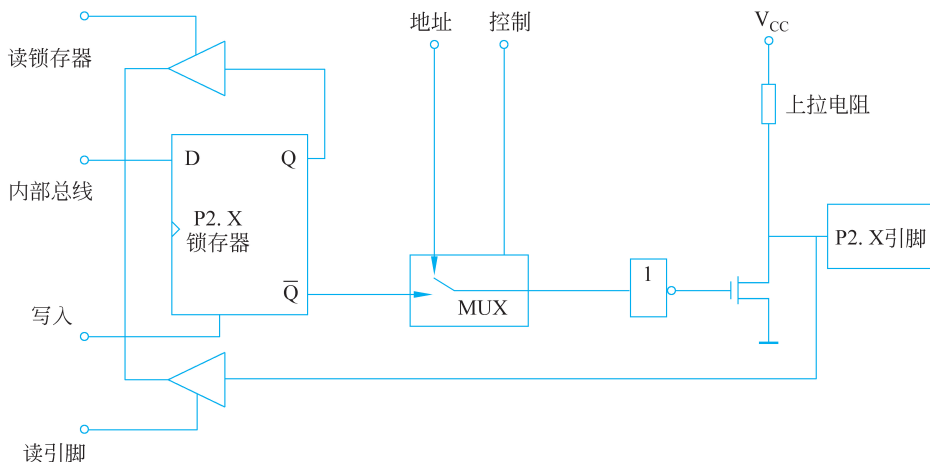 地址
控制
V_CC
读锁存器
上拉电阻
D
Q
内部总线
P2. X
锁存器
P2. X引脚
1
Q̅
MUX
写入
读引脚